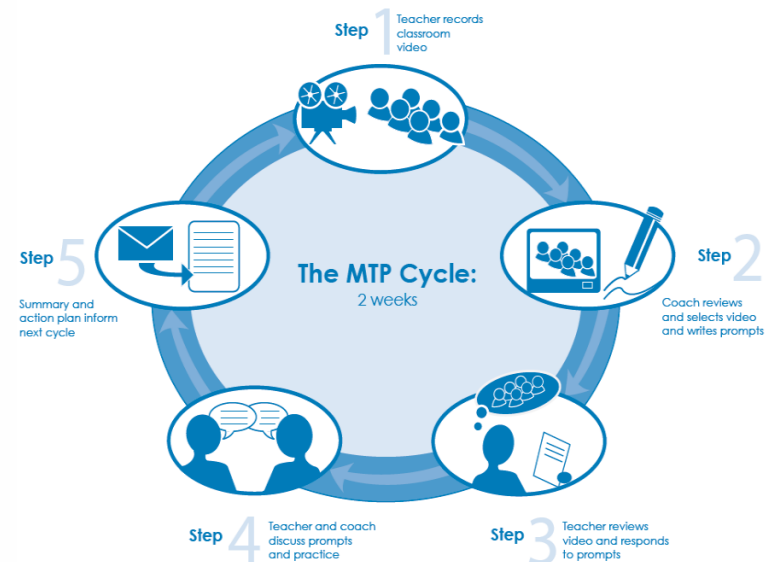 Step 1
Teacher records
classroom
video
Step 2
Coach reviews
and selects video
and writes prompts
Step 3
Teacher reviews
video and responds
to prompts
Step 4
Teacher and coach
discuss prompts
and practice
Step 5
Summary and
action plan inform
next cycle
The MTP Cycle:
2 weeks